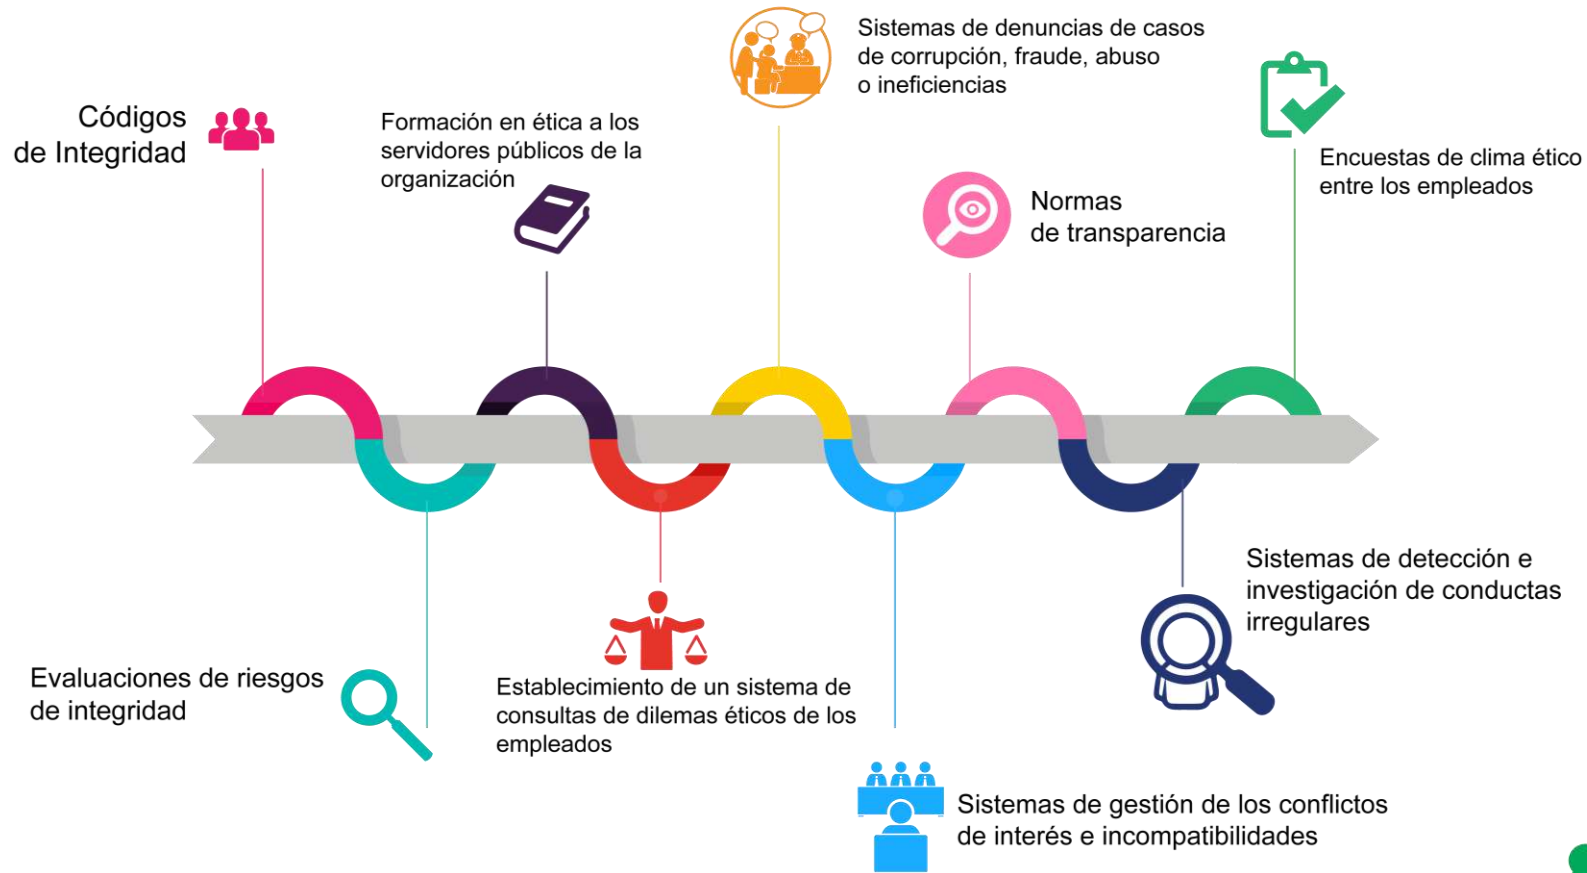 Códigos
de Integridad
Evaluaciones de riesgos
de integridad
Formación en ética a los
servidores públicos de la
organización
Establecimiento de un sistema de
consultas de dilemas éticos de los
empleados
Sistemas de denuncias de casos
de corrupción, fraude, abuso
o ineficiencias
Sistemas de gestión de los conflictos
de interés e incompatibilidades
Normas
de transparencia
Sistemas de detección e
investigación de conductas
irregulares
Encuestas de clima ético
entre los empleados